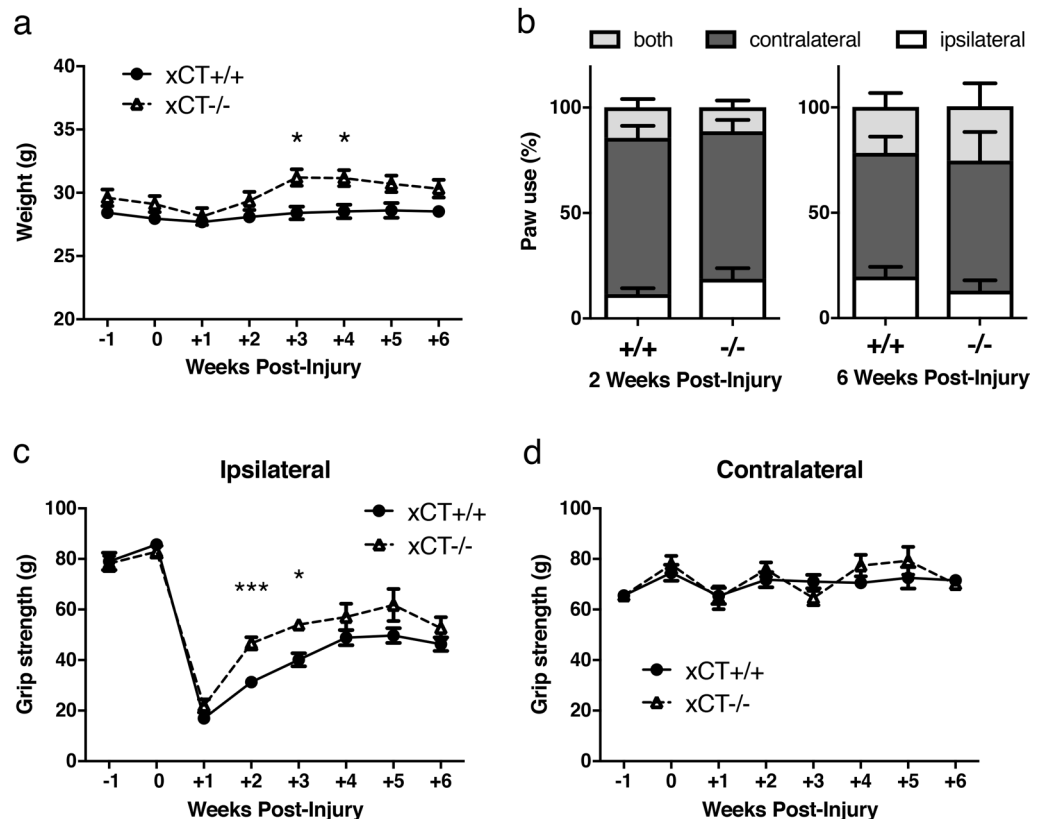 a
40
35
30
25
20
Weight (g)
xCT+/+
xCT-/-
* *
-1 0 +1 +2 +3 +4 +5 +6
Weeks Post-Injury
b
both contralateral ipsilateral
Paw use (%)
100
50
0
+/+ -/-
2 Weeks Post-Injury
100
50
0
+/+ -/-
6 Weeks Post-Injury
c
Ipsilateral
100
80
60
40
20
0
Grip strength (g)
xCT+/+
xCT-/-
*** *
-1 0 +1 +2 +3 +4 +5 +6
Weeks Post-Injury
d
Contralateral
100
80
60
40
20
0
Grip strength (g)
xCT+/+
xCT-/-
-1 0 +1 +2 +3 +4 +5 +6
Weeks Post-Injury